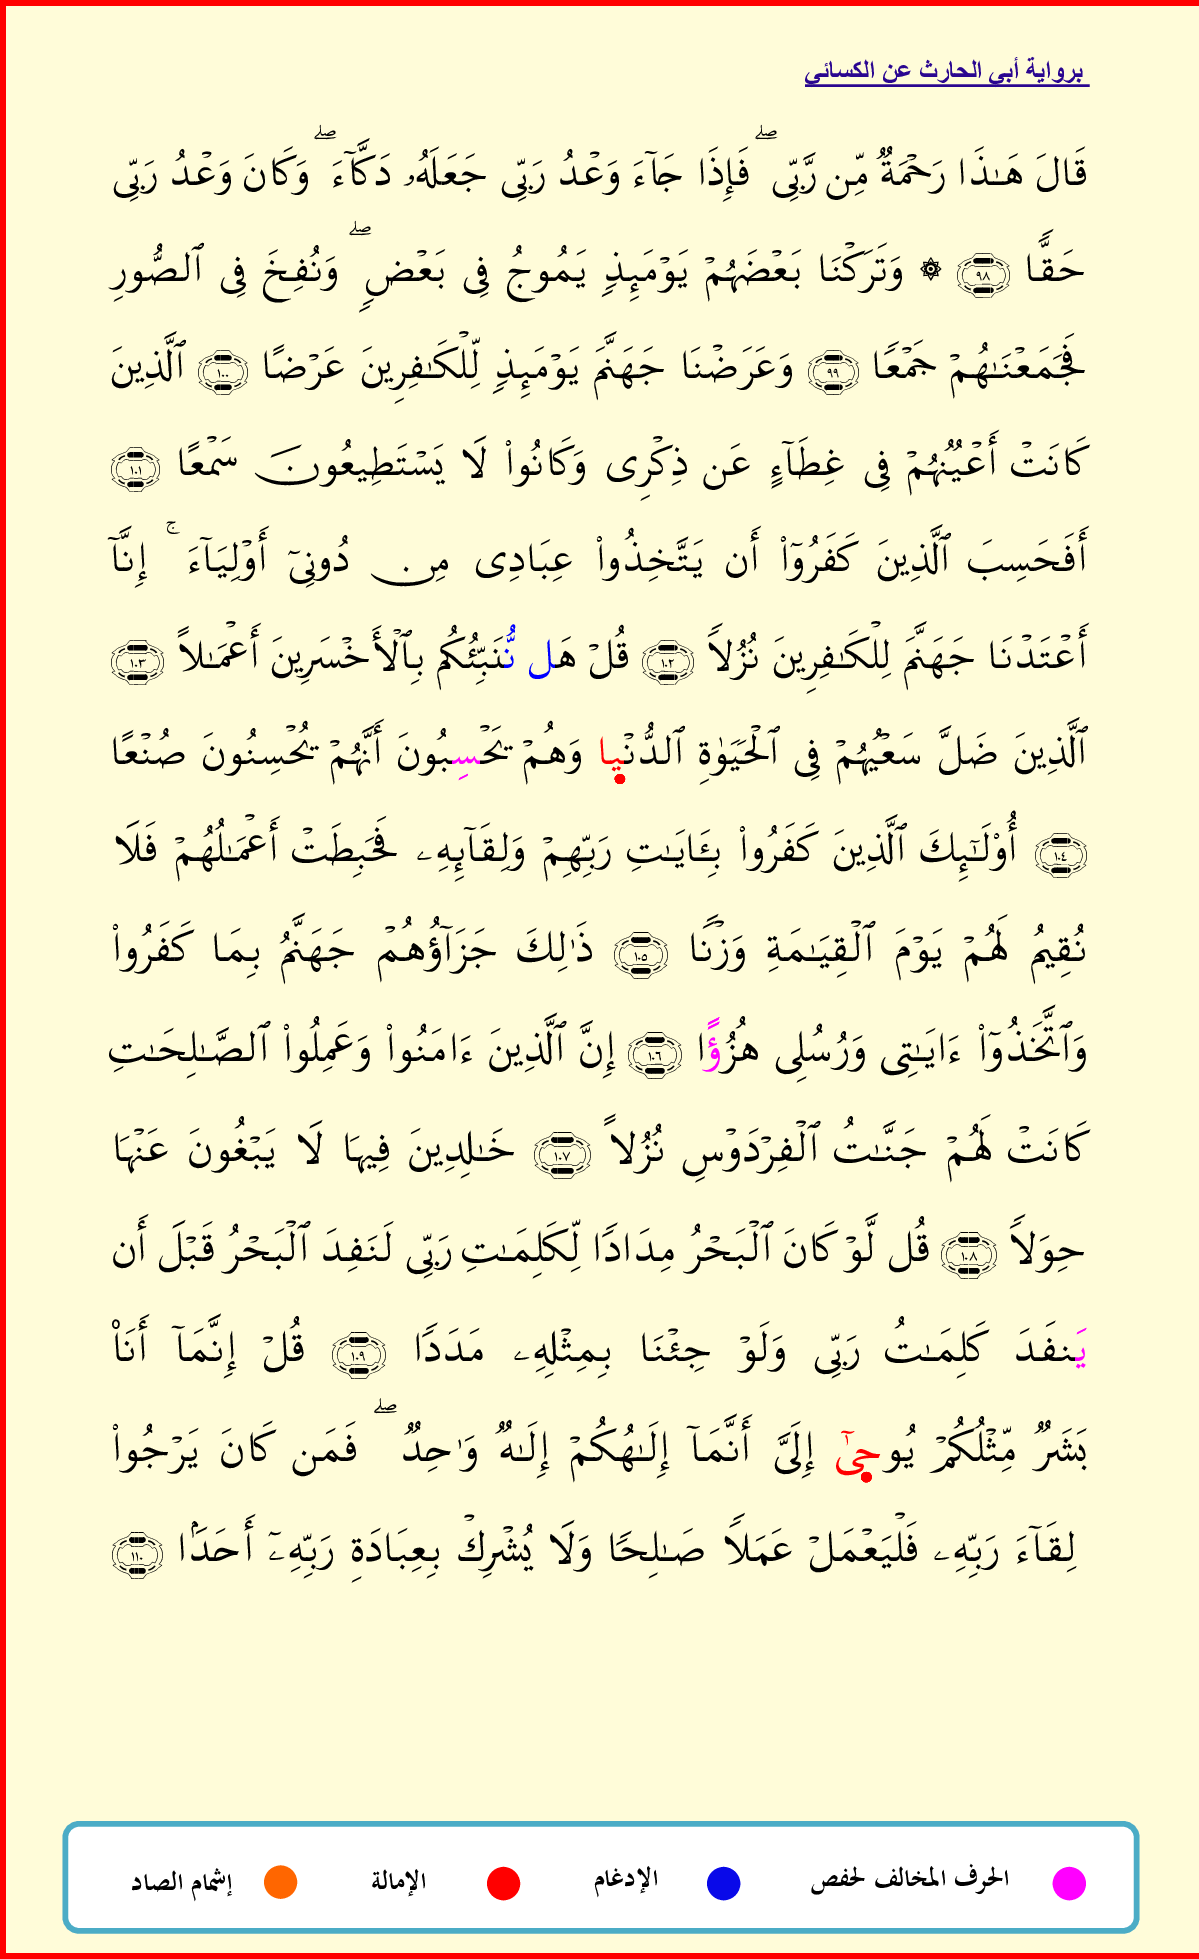 برواية أبي الحارث عن الكسائي
قَالَ هَـٰذَا رَحْمَةٌ مِّن رَّبِّى ۖ فَإِذَا جَآءَ وَعْدُ رَبِّى جَعَلَهُۥ دَكَّآءَ ۖ وَكَانَ وَعْدُ رَبِّى
حَقًّا ٩٨ ۞ وَتَرَكْنَا بَعْضَهُمْ يَوْمَئِذٍ يَمُوجُ فِى بَعْضٍ ۖ وَنُفِخَ فِى ٱلصُّورِ
فَجَمَعْنَـٰهُمْ جَمْعًا ٩٩ وَعَرَضْنَا جَهَنَّمَ يَوْمَئِذٍ لِّلْكَـٰفِرِينَ عَرْضًا ١٠٠ ٱلَّذِينَ
كَانَتْ أَعْيُنُهُمْ فِى غِطَآءٍ عَن ذِكْرِى وَكَانُوا۟ لَا يَسْتَطِيعُونَ سَمْعًا ١٠١
أَفَحَسِبَ ٱلَّذِينَ كَفَرُوٓا۟ أَن يَتَّخِذُوا۟ عِبَادِى مِن دُونِىٓ أَوْلِيَآءَ ۚ إِنَّآ
أَعْتَدْنَا جَهَنَّمَ لِلْكَـٰفِرِينَ نُزُلًا ١٠٢ قُلْ هَل نُّنَبِّئُكُم بِٱلْأَخْسَرِينَ أَعْمَـٰلًا ١٠٣
ٱلَّذِينَ ضَلَّ سَعْيُهُمْ فِى ٱلْحَيَوٰةِ ٱلدُّنْيا وَهُمْ يَحْسِبُونَ أَنَّهُمْ يُحْسِنُونَ صُنْعًا
١٠٤ أُو۟لَـٰٓئِكَ ٱلَّذِينَ كَفَرُوا۟ بِـَٔايَـٰتِ رَبِّهِمْ وَلِقَآئِهِۦ فَحَبِطَتْ أَعْمَـٰلُهُمْ فَلَا
نُقِيمُ لَهُمْ يَوْمَ ٱلْقِيَـٰمَةِ وَزْنًا ١٠٥ ذَٰلِكَ جَزَآؤُهُمْ جَهَنَّمُ بِمَا كَفَرُوا۟
وَٱتَّخَذُوٓا۟ ءَايَـٰتِى وَرُسُلِى هُزُؤًا ١٠٦ إِنَّ ٱلَّذِينَ ءَامَنُوا۟ وَعَمِلُوا۟ ٱلصَّـٰلِحَـٰتِ
كَانَتْ لَهُمْ جَنَّـٰتُ ٱلْفِرْدَوْسِ نُزُلًا ١٠٧ خَـٰلِدِينَ فِيهَا لَا يَبْغُونَ عَنْهَا
حِوَلًا ١٠٨ قُل لَّوْ كَانَ ٱلْبَحْرُ مِدَادًا لِّكَلِمَـٰتِ رَبِّى لَنَفِدَ ٱلْبَحْرُ قَبْلَ أَن
يَنفَدَ كَلِمَـٰتُ رَبِّى وَلَوْ جِئْنَا بِمِثْلِهِۦ مَدَدًا ١٠٩ قُلْ إِنَّمَآ أَنَا۠
بَشَرٌ مِّثْلُكُمْ يُوحِىٓ إِلَىَّ أَنَّمَآ إِلَـٰهُكُمْ إِلَـٰهٌ وَٰحِدٌ ۖ فَمَن كَانَ يَرْجُوا۟
لِقَآءَ رَبِّهِۦ فَلْيَعْمَلْ عَمَلًا صَـٰلِحًا وَلَا يُشْرِكْ بِعِبَادَةِ رَبِّهِۦٓ أَحَدًۢا ١١٠
الحرف المخالف لحفص الإدغام الإمالة إشمام الصاد